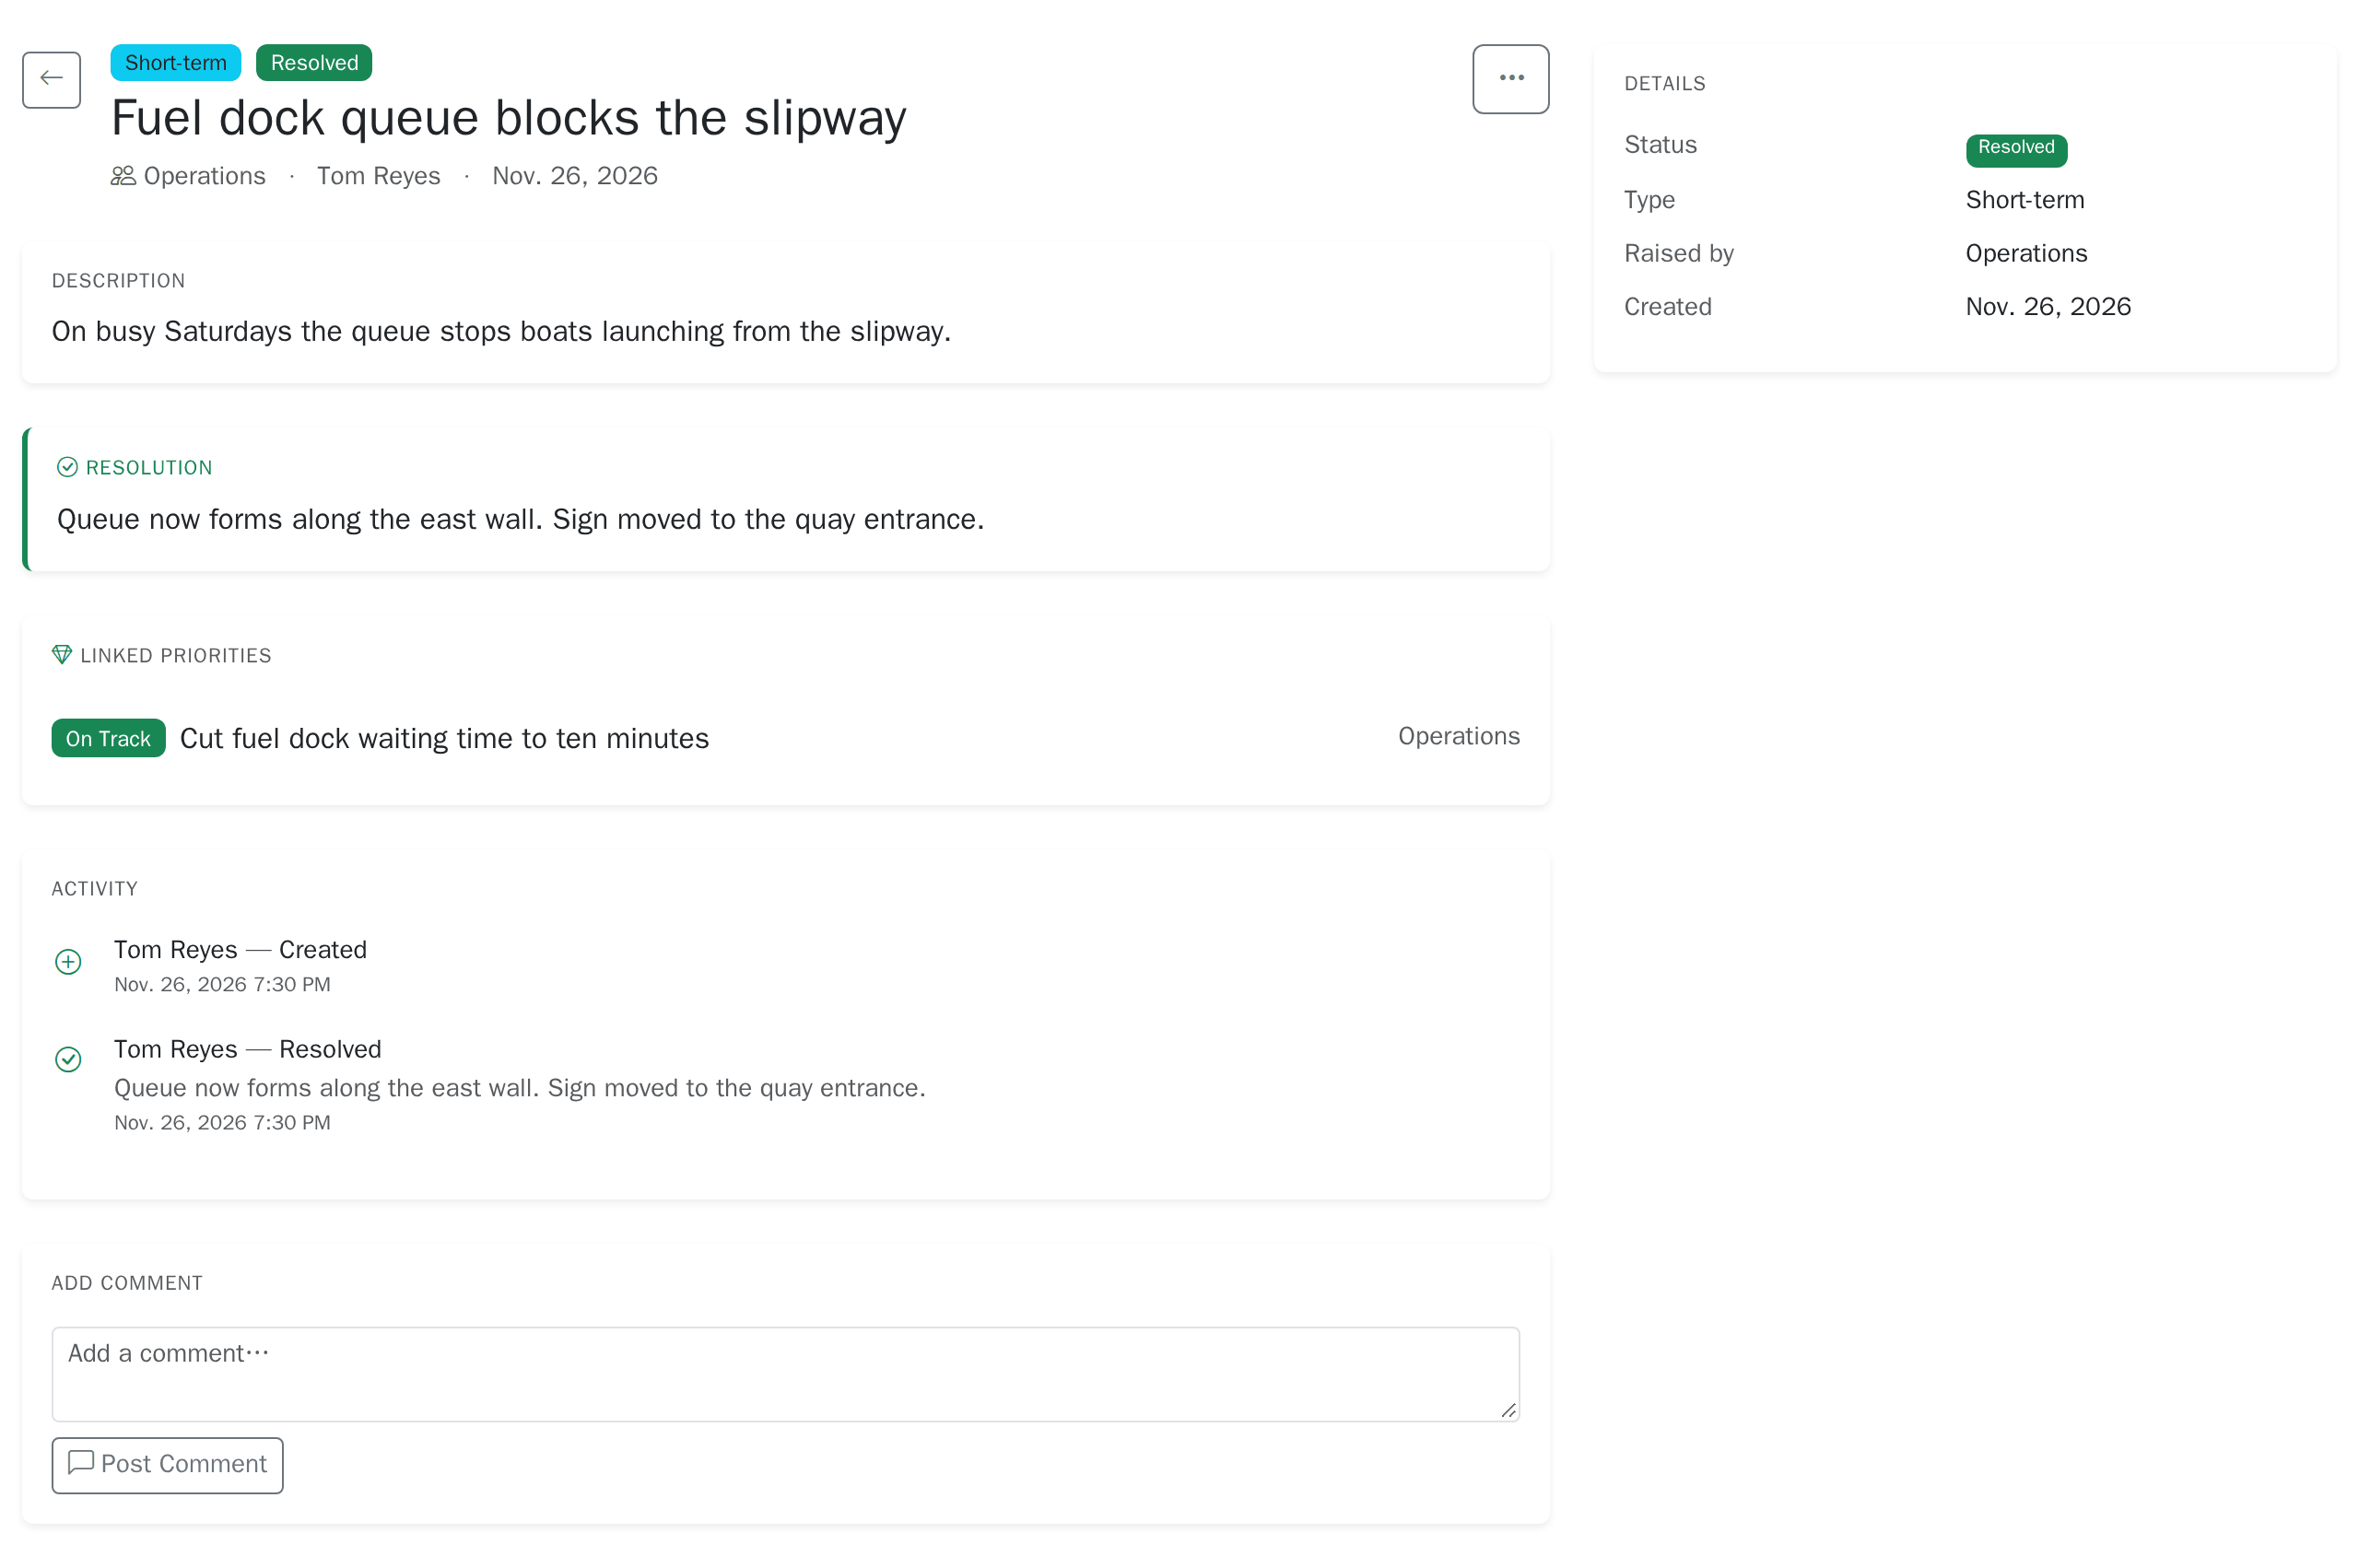 Short-term
Resolved
Fuel dock queue blocks the slipway
Operations · Tom Reyes · Nov. 26, 2026
DESCRIPTION
On busy Saturdays the queue stops boats launching from the slipway.
RESOLUTION
Queue now forms along the east wall. Sign moved to the quay entrance.
LINKED PRIORITIES
On Track Cut fuel dock waiting time to ten minutes Operations
ACTIVITY
Tom Reyes — Created
Nov. 26, 2026 7:30 PM
Tom Reyes — Resolved
Queue now forms along the east wall. Sign moved to the quay entrance.
Nov. 26, 2026 7:30 PM
ADD COMMENT
Add a comment…
Post Comment
DETAILS
Status Resolved
Type Short-term
Raised by Operations
Created Nov. 26, 2026